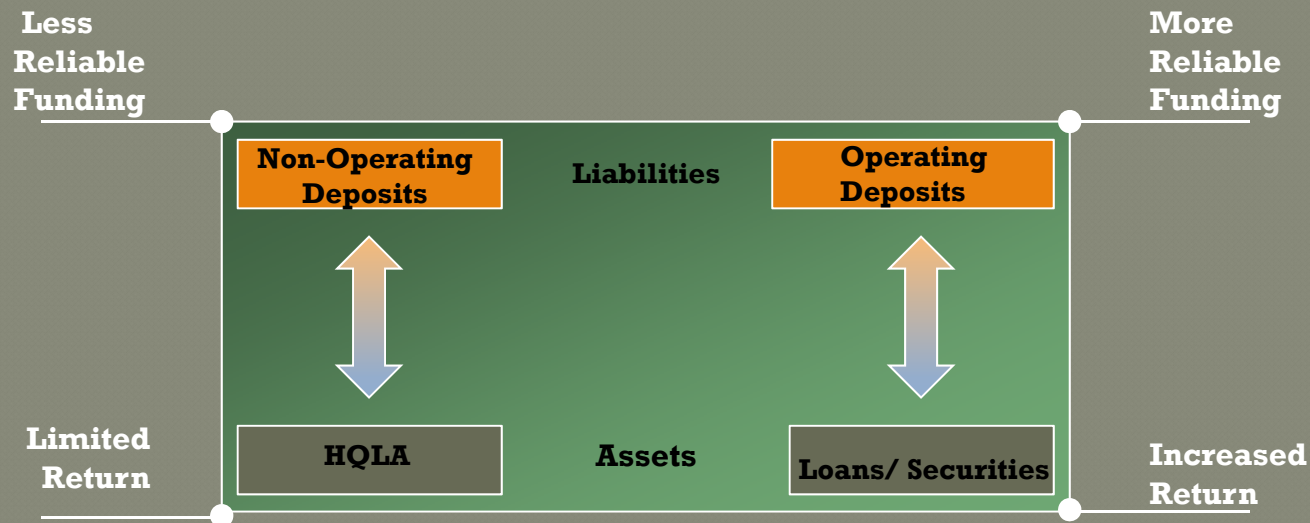 Less
Reliable
Funding
More
Reliable
Funding
Non-Operating
Deposits
Liabilities
Operating
Deposits
Limited
Return
HQLA
Assets
Loans/ Securities
Increased
Return